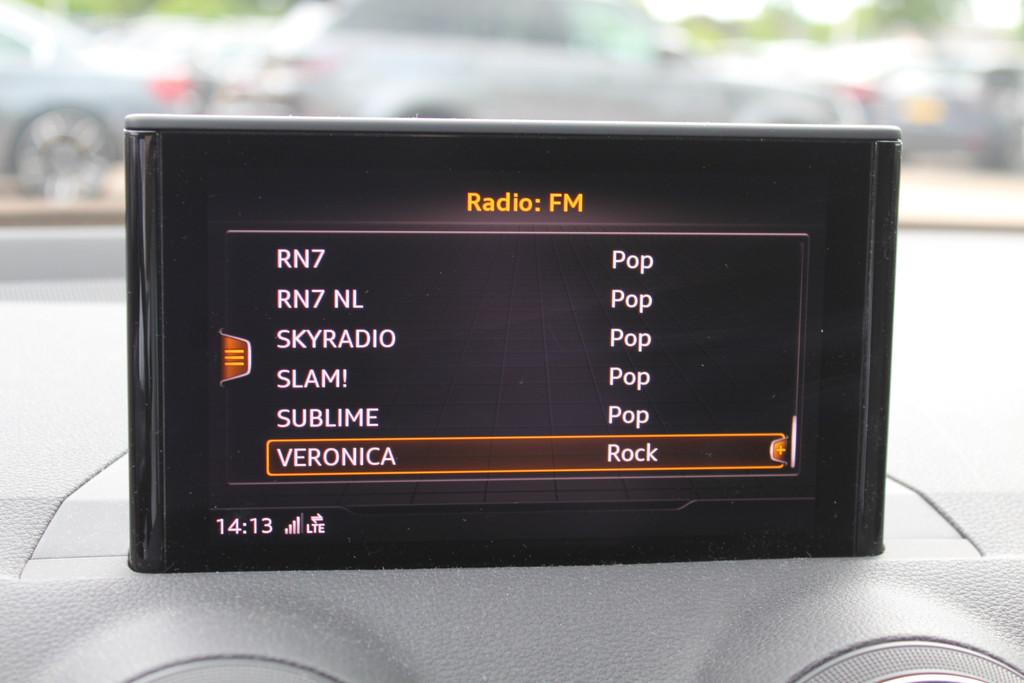 Radio: FM
RN7 Pop
RN7 NL Pop
SKYRADIO Pop
SLAM! Pop
SUBLIME Pop
VERONICA Rock
14:13 LTE